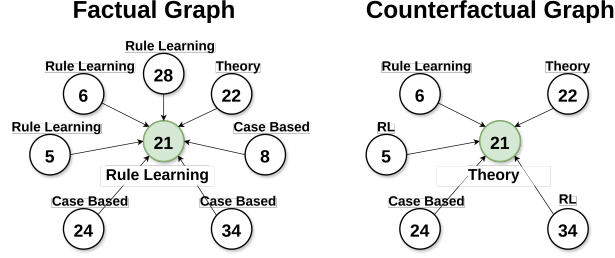 Factual Graph
Counterfactual Graph
Rule Learning
28
Rule Learning
6
Theory
22
Rule Learning
5
21
Case Based
8
Rule Learning
Case Based
24
Case Based
34
Rule Learning
6
Theory
22
RL
5
21
Theory
Case Based
24
RL
34